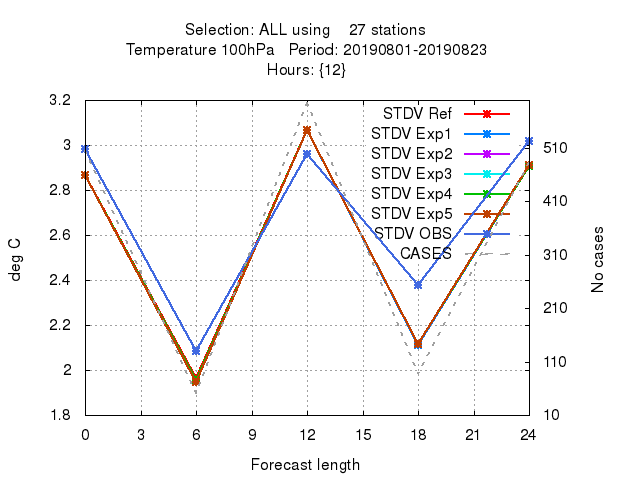 Selection: ALL using 27 stations
Temperature 100hPa Period: 20190801-20190823
Hours: {12}
3.2
3
2.8
2.6
2.4
2.2
2
1.8
deg C
STDV Ref
STDV Exp1
STDV Exp2
STDV Exp3
STDV Exp4
STDV Exp5
STDV OBS
CASES
510
410
310
210
110
10
No cases
0 3 6 9 12 15 18 21 24
Forecast length